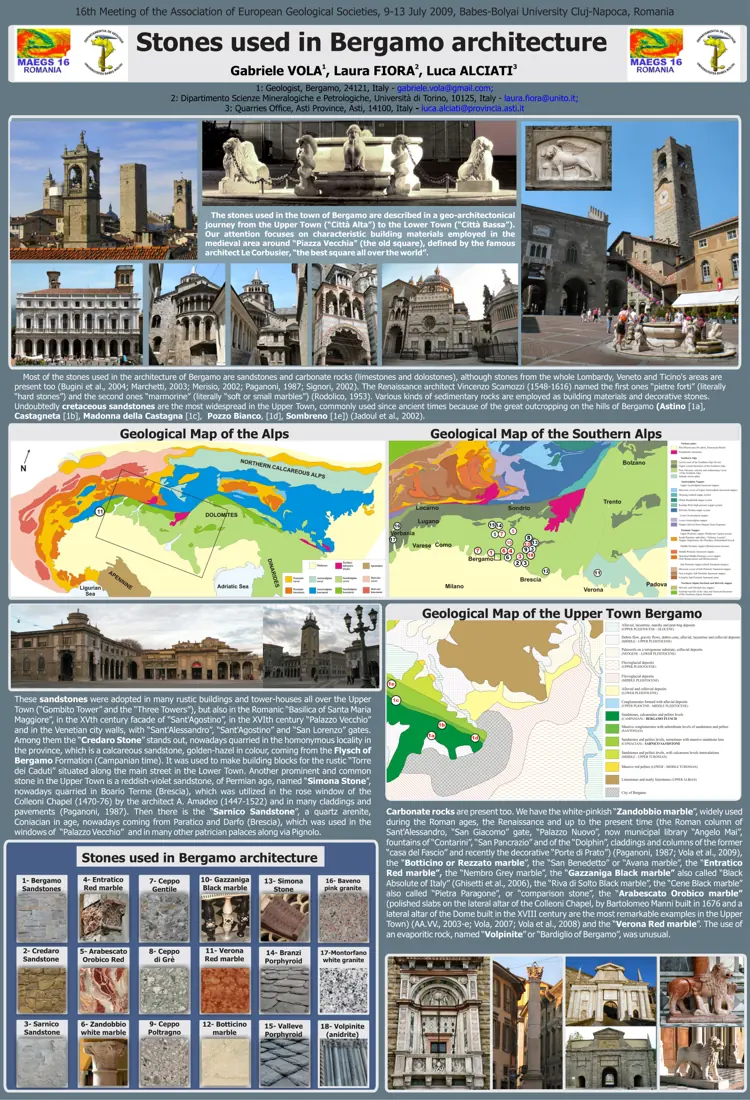 16th Meeting of the Association of European Geological Societies, 9-13 July 2009, Babes-Bolyai University Cluj-Napoca, Romania
MAEGS 16
ROMANIA
Stones used in Bergamo architecture
MAEGS 16
ROMANIA
Gabriele VOLA1, Laura FIORA2, Luca ALCIATI3
1: Geologist, Bergamo, 24121, Italy - gabriele.vola@gmail.com;
2: Dipartimento Scienze Mineralogiche e Petrologiche, Università di Torino, 10125, Italy - laura.fiora@unito.it;
3: Quarries Office, Asti Province, Asti, 14100, Italy - luca.alciati@provincia.asti.it
The stones used in the town of Bergamo are described in a geo-architectonical
journey from the Upper Town ("Città Alta") to the Lower Town ("Città Bassa").
Our attention focuses on characteristic building materials employed in the
medieval area around "Piazza Vecchia" (the old square), defined by the famous
architect Le Corbusier, "the best square all over the world".
Most of the stones used in the architecture of Bergamo are sandstones and carbonate rocks (limestones and dolostones), although stones from the whole Lombardy, Veneto and Ticino's areas are
present too (Bugini et al., 2004; Marchetti, 2003; Merisio, 2002; Paganoni, 1987; Signori, 2002). The Renaissance architect Vincenzo Scamozzi (1548-1616) named the first ones "pietre forti" (literally
"hard stones") and the second ones "marmorine" (literally "soft or small marbles") (Rodolico, 1953). Various kinds of sedimentary rocks are employed as building materials and decorative stones.
Undoubtedly cretaceous sandstones are the most widespread in the Upper Town, commonly used since ancient times because of the great outcropping on the hills of Bergamo (Astino [1a],
Castagneta [1b], Madonna della Castagna [1c], Pozzo Bianco, [1d], Sombreno [1e]) (Jadoul et al., 2002).
Geological Map of the Alps
N
NORTHERN CALCAREOUS ALPS
DOLOMITES
11
APENNINE
DINARIDES
Ligurian
Sea
Adriatic Sea
Geological Map of the Southern Alps
Bolzano
Locarno
Sondrio
Trento
Lugano
Verbania
Varese
Como
Bergamo
Milano
Brescia
Verona
Padova
Geological Map of the Upper Town Bergamo
City of Bergamo
These sandstones were adopted in many rustic buildings and tower-houses all over the Upper
Town ("Gombito Tower" and the "Three Towers"), but also in the Romanic "Basilica of Santa Maria
Maggiore", in the XVth century facade of "Sant'Agostino", in the XVIth century "Palazzo Vecchio"
and in the Venetian city walls, with "Sant'Alessandro", "Sant'Agostino" and "San Lorenzo" gates.
Among them the "Credaro Stone" stands out, nowadays quarried in the homonymous locality in
the province, which is a calcareous sandstone, golden-hazel in colour, coming from the Flysch of
Bergamo Formation (Campanian time). It was used to make building blocks for the rustic "Torre
dei Caduti" situated along the main street in the Lower Town. Another prominent and common
stone in the Upper Town is a reddish-violet sandstone, of Permian age, named "Simona Stone",
nowadays quarried in Boario Terme (Brescia), which was utilized in the rose window of the
Colleoni Chapel (1470-76) by the architect A. Amadeo (1447-1522) and in many claddings and
pavements (Paganoni, 1987). Then there is the "Sarnico Sandstone", a quartz arenite,
Coniacian in age, nowadays coming from Paratico and Darfo (Brescia), which was used in the
windows of "Palazzo Vecchio" and in many other patrician palaces along via Pignolo.
Carbonate rocks are present too. We have the white-pinkish "Zandobbio marble", widely used
during the Roman ages, the Renaissance and up to the present time (the Roman column of
Sant'Alessandro, "San Giacomo" gate, "Palazzo Nuovo", now municipal library "Angelo Mai",
fountains of "Contarini", "San Pancrazio" and of the "Dolphin", claddings and columns of the former
"casa del Fascio" and recently the decorative "Porte di Prato") (Paganoni, 1987; Vola et al., 2009),
the "Botticino or Rezzato marble", the "San Benedetto" or "Avana marble", the "Entratico
Red marble", the "Nembro Grey marble", the "Gazzaniga Black marble" also called "Black
Absolute of Italy" (Ghisetti et al., 2006), the "Riva di Solto Black marble", the "Cene Black marble"
also called "Pietra Paragone", or "comparison stone", the "Arabescato Orobico marble"
(polished slabs on the lateral altar of the Colleoni Chapel, by Bartolomeo Manni built in 1676 and a
lateral altar of the Dome built in the XVIII century are the most remarkable examples in the Upper
Town) (AA.VV., 2003-e; Vola, 2007; Vola et al., 2008) and the "Verona Red marble". The use of
an evaporitic rock, named "Volpinite" or "Bardiglio of Bergamo", was unusual.
Stones used in Bergamo architecture
1- Bergamo Sandstones
4- Entratico Red marble
7- Ceppo Gentile
10- Gazzaniga Black marble
13- Simona Stone
16- Baveno pink granite
2- Credaro Sandstone
5- Arabescato Orobico Red
8- Ceppo di Grè
11- Verona Red marble
14- Branzi Porphyroid
17-Montorfano white granite
3- Sarnico Sandstone
6- Zandobbio white marble
9- Ceppo Poltragno
12- Botticino marble
15- Valleve Porphyroid
18- Volpinite (anidrite)